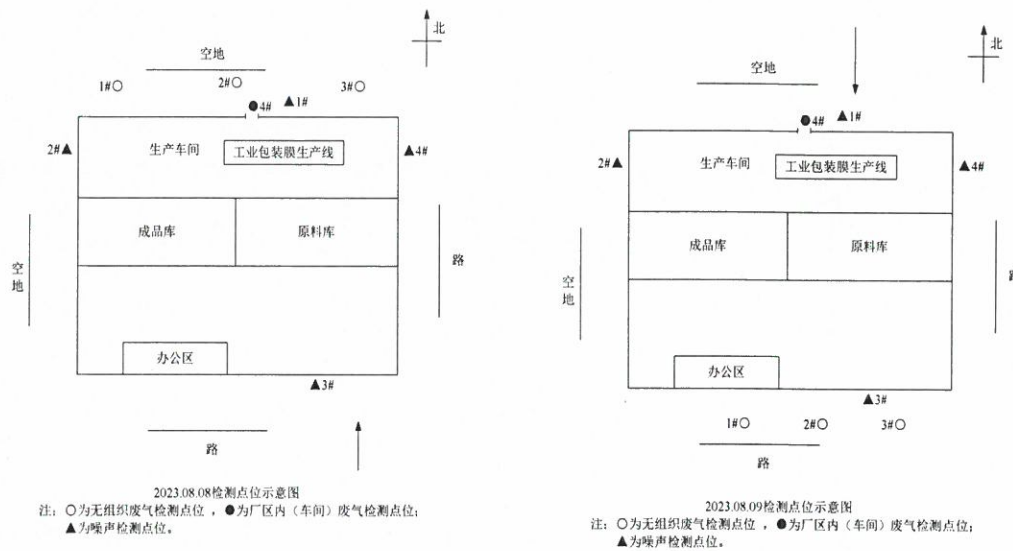 北
空地
1#○
2#○
3#○
●4#
▲1#
2#▲
生产车间
工业包装膜生产线
▲4#
成品库
原料库
空地
路
办公区
▲3#
路
2023.08.08检测点位示意图
注：○为无组织废气检测点位，●为厂区内（车间）废气检测点位；
▲为噪声检测点位。
北
空地
●4#
▲1#
2#▲
生产车间
工业包装膜生产线
▲4#
成品库
原料库
空地
路
办公区
▲3#
1#○
2#○
3#○
路
2023.08.09检测点位示意图
注：○为无组织废气检测点位，●为厂区内（车间）废气检测点位；
▲为噪声检测点位。